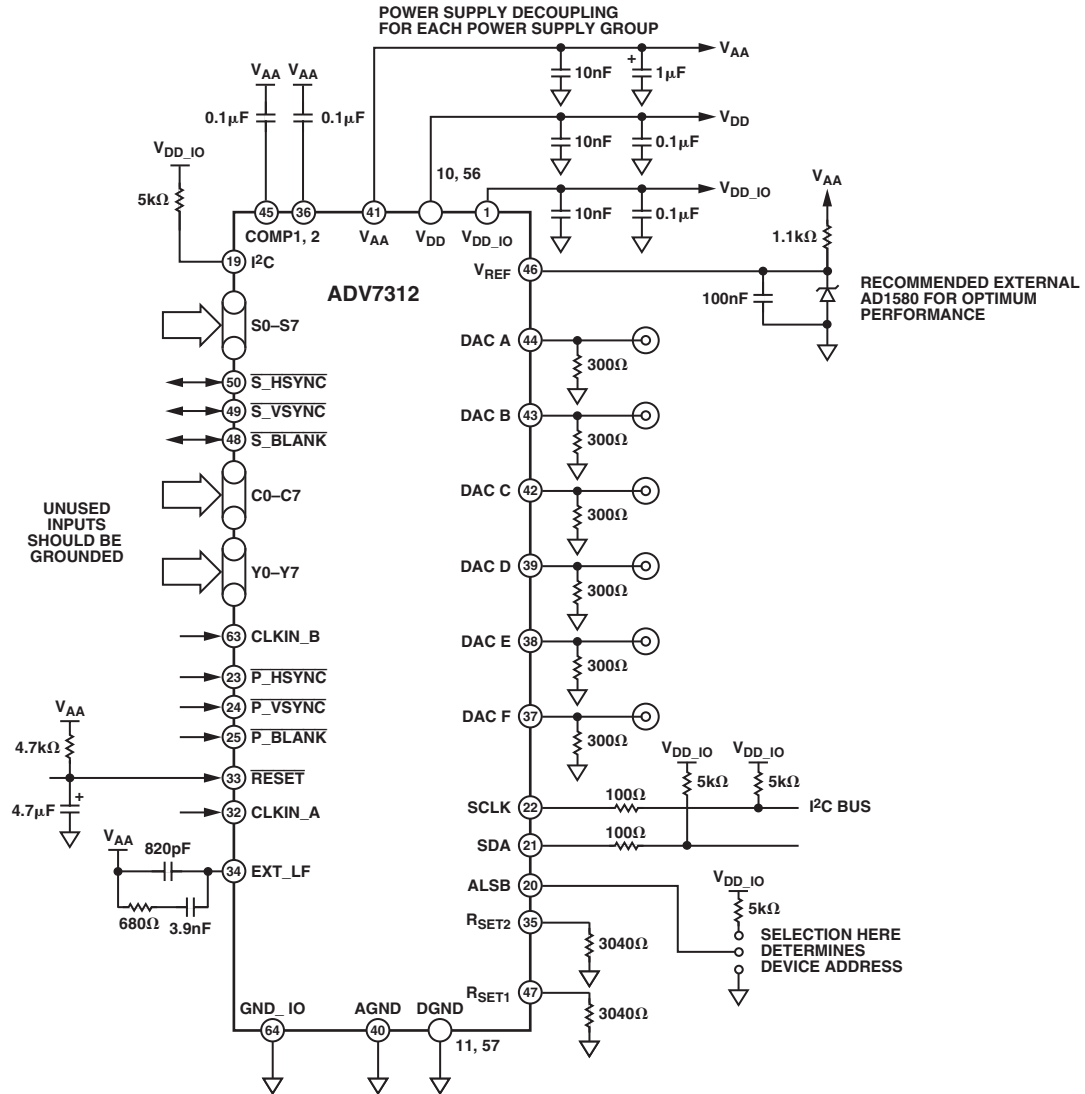 POWER SUPPLY DECOUPLING
FOR EACH POWER SUPPLY GROUP
VAA
10nF
+
1µF
VAA
VAA
0.1µF
0.1µF
VDD
10nF
0.1µF
VDD_IO
5kΩ
10, 56
VDD_IO
10nF
0.1µF
VAA
1.1kΩ
45
36
41
1
COMP1, 2
VAA
VDD
VDD_IO
19
I²C
VREF
46
ADV7312
100nF
RECOMMENDED EXTERNAL
AD1580 FOR OPTIMUM
PERFORMANCE
S0–S7
DAC A
44
300Ω
50
S_HSYNC
49
S_VSYNC
48
S_BLANK
DAC B
43
300Ω
C0–C7
DAC C
42
300Ω
UNUSED
INPUTS
SHOULD BE
GROUNDED
Y0–Y7
DAC D
39
300Ω
63
CLKIN_B
DAC E
38
300Ω
23
P_HSYNC
24
P_VSYNC
25
P_BLANK
DAC F
37
300Ω
VAA
4.7kΩ
33
RESET
+
4.7µF
32
CLKIN_A
VDD_IO
VDD_IO
5kΩ
5kΩ
SCLK
22
100Ω
I²C BUS
SDA
21
100Ω
VAA
820pF
34
EXT_LF
680Ω
3.9nF
ALSB
20
VDD_IO
5kΩ
SELECTION HERE
DETERMINES
DEVICE ADDRESS
RSET2
35
3040Ω
RSET1
47
3040Ω
GND_ IO
AGND
DGND
64
40
11, 57